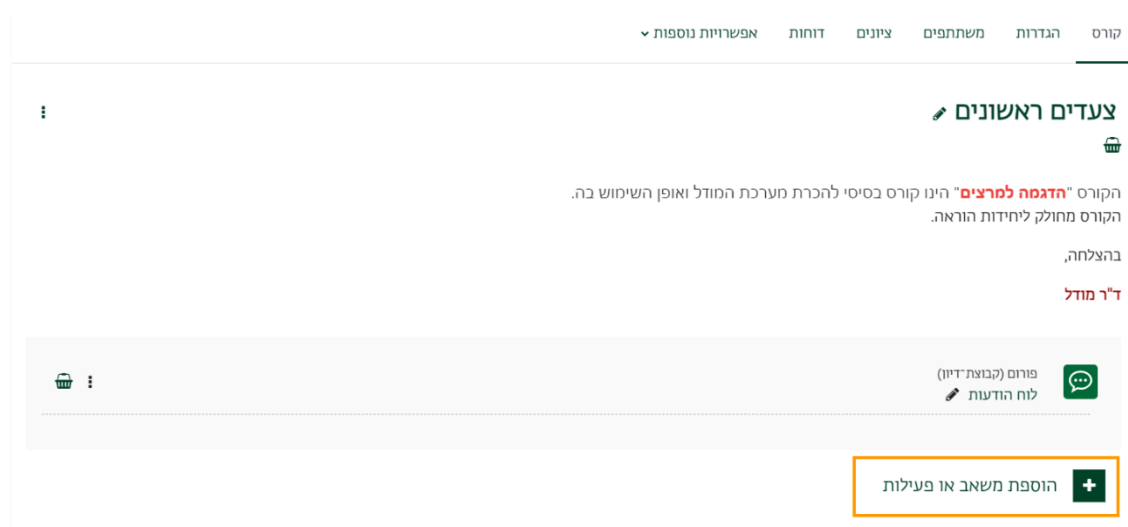 קורס הגדרות משתתפים ציונים דוחות אפשרויות נוספות
צעדים ראשונים
הקורס "הדגמה למרצים" הינו קורס בסיסי להכרת מערכת המודל ואופן השימוש בה.
הקורס מחולק ליחידות הוראה.
בהצלחה,
ד"ר מודל
פורום (קבוצת־דיון)
לוח הודעות
הוספת משאב או פעילות